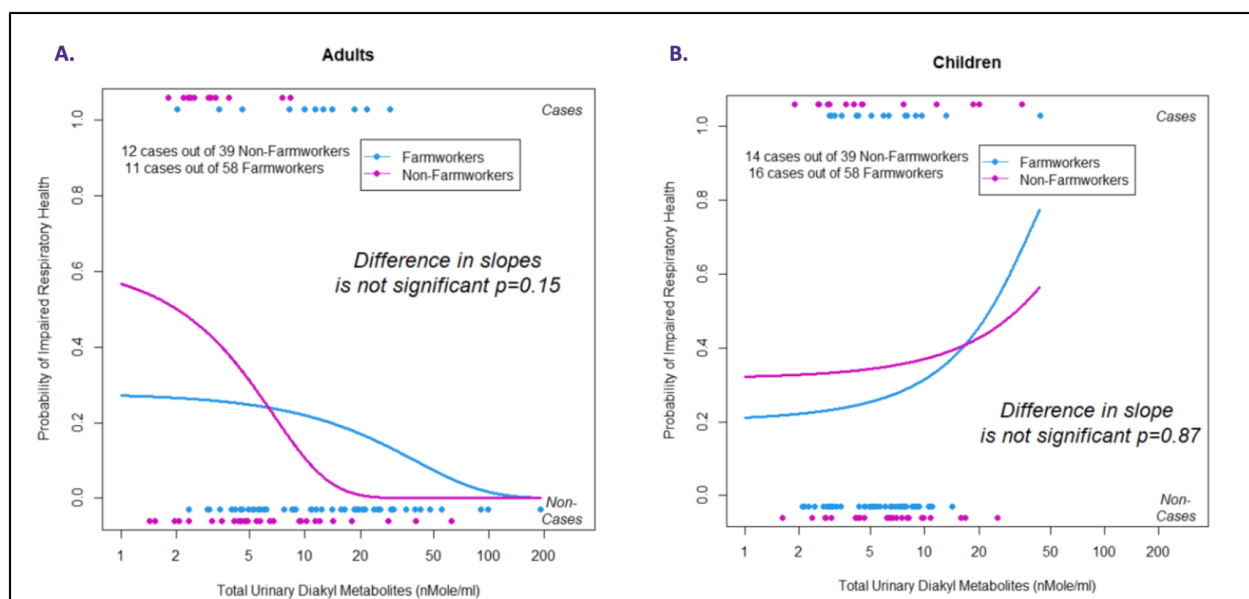 A.
Adults
Cases
12 cases out of 39 Non-Farmworkers
11 cases out of 58 Farmworkers
Farmworkers
Non-Farmworkers
Difference in slopes
is not significant p=0.15
Non-
Cases
Probability of Impaired Respiratory Health
1.0
0.8
0.6
0.4
0.2
0.0
1 2 5 10 20 50 100 200
Total Urinary Diakyl Metabolites (nMole/ml)
B.
Children
Cases
14 cases out of 39 Non-Farmworkers
16 cases out of 58 Farmworkers
Farmworkers
Non-Farmworkers
Difference in slope
is not significant p=0.87
Non-
Cases
Probability of Impaired Respiratory Health
1.0
0.8
0.6
0.4
0.2
0.0
1 2 5 10 20 50 100 200
Total Urinary Diakyl Metabolites (nMole/ml)